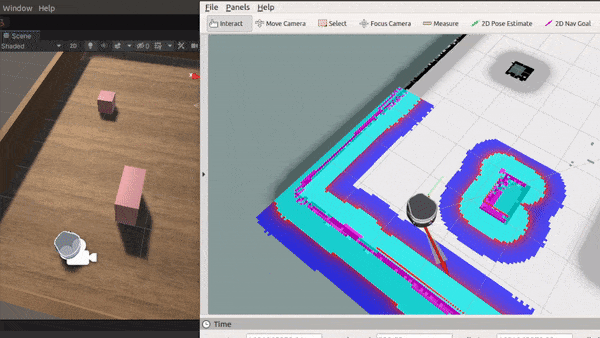 Window Help
Scene
Shaded
2D
File Panels Help
Interact Move Camera Select Focus Camera Measure 2D Pose Estimate 2D Nav Goal
Time